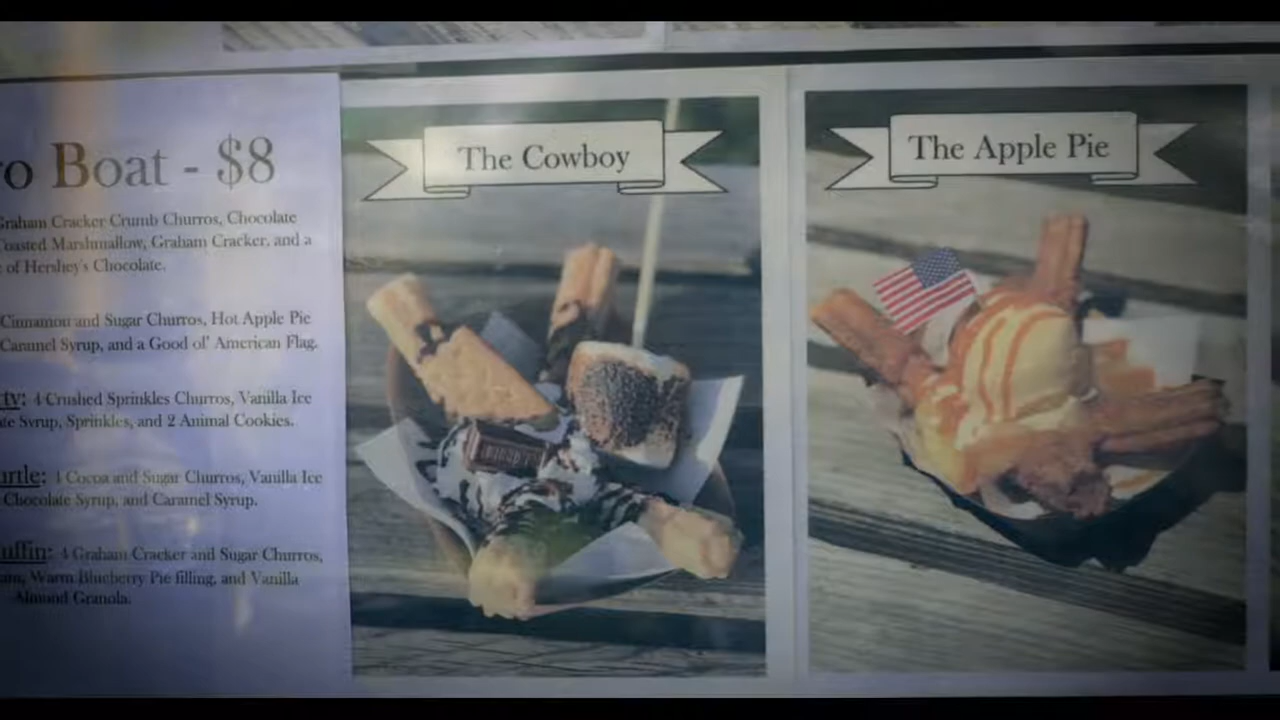 o Boat - $8
Graham Cracker Crumb Churros, Chocolate
Toasted Marshmallow, Graham Cracker, and a
of Hershey's Chocolate.
Cinnamon and Sugar Churros, Hot Apple Pie
Caramel Syrup, and a Good ol' American Flag.
ty: 4 Crushed Sprinkles Churros, Vanilla Ice
te Syrup, Sprinkles, and 2 Animal Cookies.
urtle: 4 Cocoa and Sugar Churros, Vanilla Ice
Chocolate Syrup, and Caramel Syrup.
uffin: 4 Graham Cracker and Sugar Churros,
am, Warm Blueberry Pie filling, and Vanilla
Almond Granola.
The Cowboy
The Apple Pie